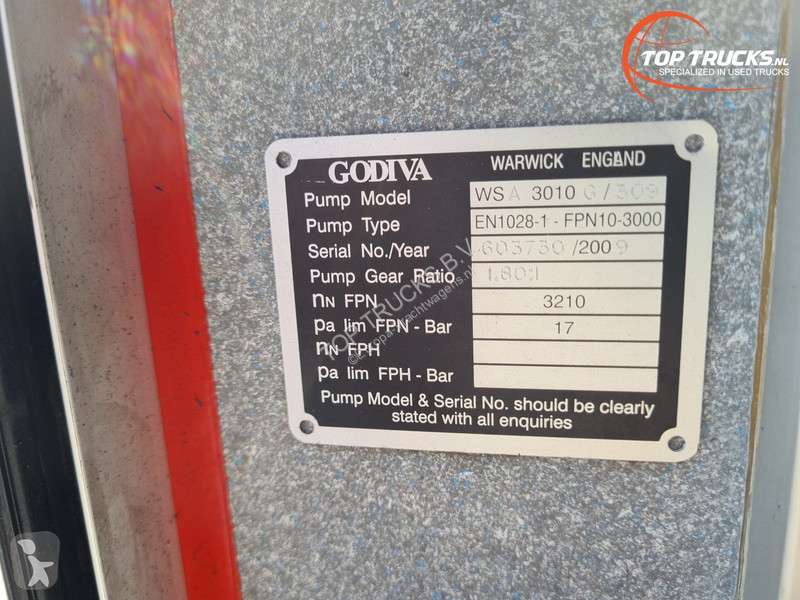 TOP TRUCKS.NL
SPECIALIZED IN USED TRUCKS
GODIVA WARWICK ENGLAND
Pump Model WSA 3010 G/309
Pump Type EN1028-1 - FPN10-3000
Serial No./Year 603730/2009
Pump Gear Ratio 1.80:1
nN FPN 3210
pa lim FPN - Bar 17
nN FPH
pa lim FPH - Bar
Pump Model & Serial No. should be clearly
stated with all enquiries
TOP TRUCKS B.V.